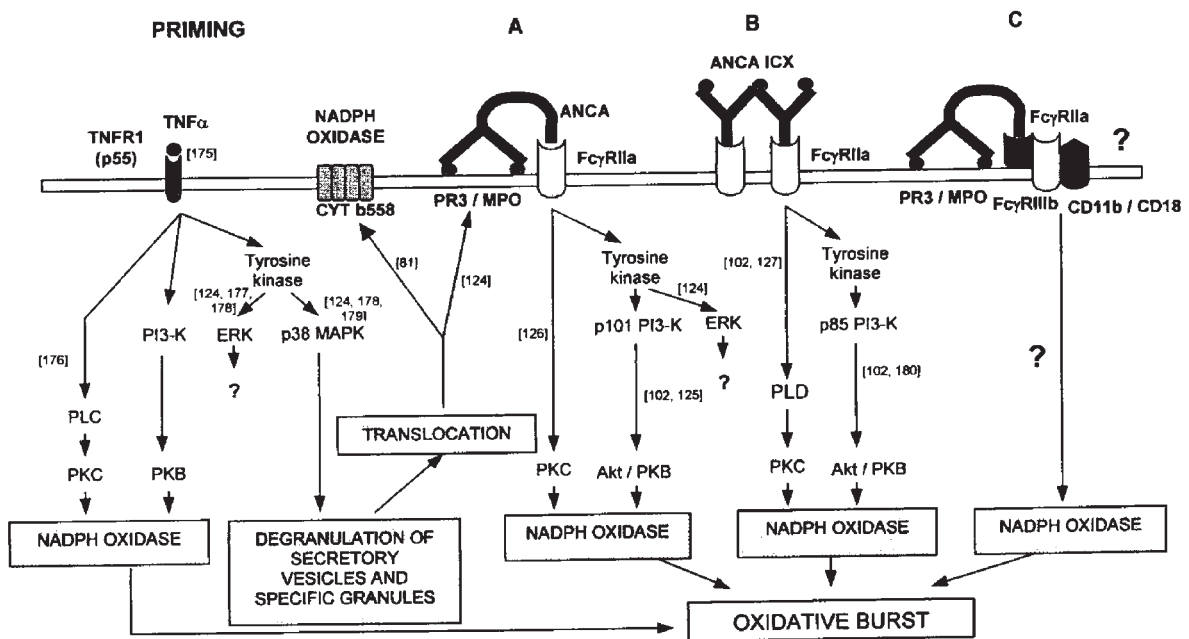 PRIMING
A
B
C
TNFα
TNFR1
(p55)
[175]
NADPH
OXIDASE
CYT b558
ANCA
FcγRIIa
PR3 / MPO
ANCA ICX
FcγRIIa
FcγRIIa
?
PR3 / MPO
FcγRIIIb
CD11b / CD18
Tyrosine
kinase
[124, 177,
178]
[124, 178,
179]
PI3-K
ERK
?
p38 MAPK
[176]
PLC
PKC
PKB
NADPH OXIDASE
[81]
[124]
TRANSLOCATION
DEGRANULATION OF
SECRETORY
VESICLES AND
SPECIFIC GRANULES
Tyrosine
kinase
[124]
[126]
p101 PI3-K
ERK
?
[102, 125]
PKC
Akt / PKB
NADPH OXIDASE
[102, 127]
Tyrosine
kinase
p85 PI3-K
[102, 180]
PLD
PKC
Akt / PKB
NADPH OXIDASE
?
NADPH OXIDASE
OXIDATIVE BURST